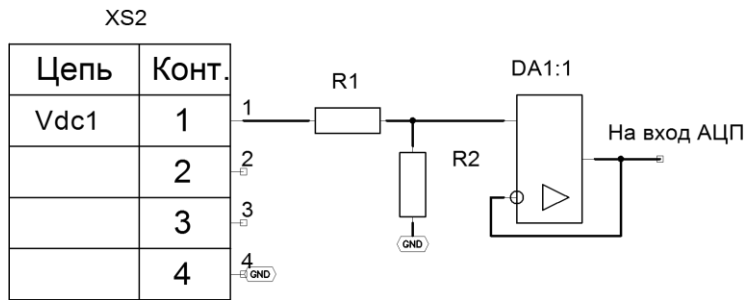 XS2
Цепь Конт.
Vdc1 1 1
2 2
3 3
4 4 GND
R1
R2
GND
DA1:1
На вход АЦП